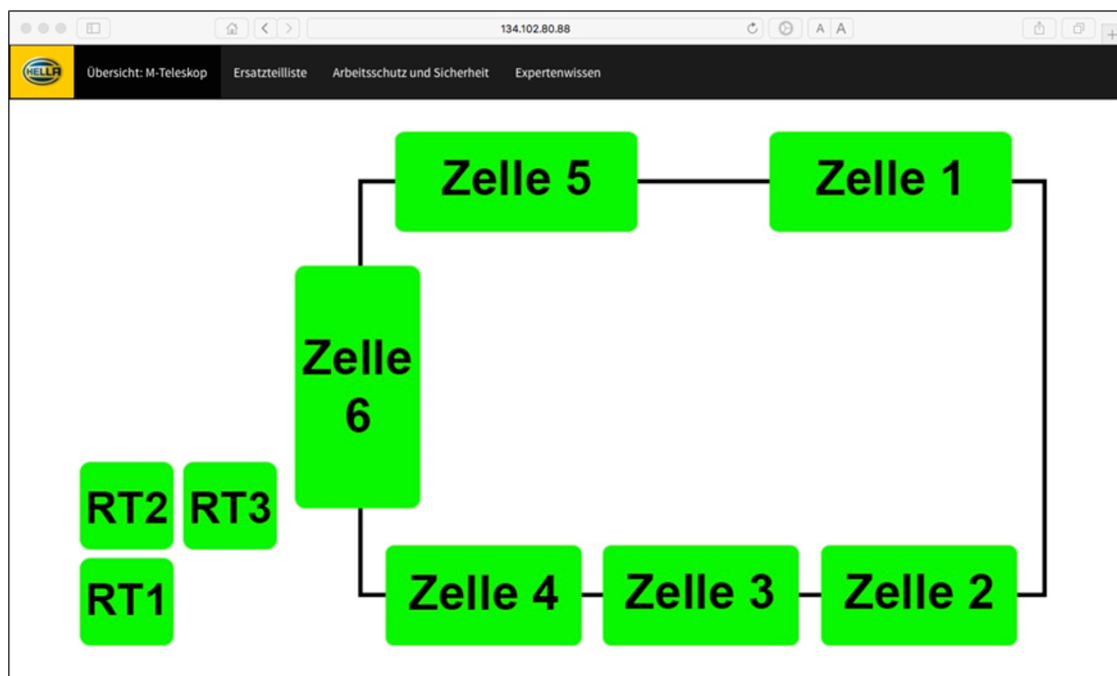 134.102.80.88
A A
HELLA
Übersicht: M-Teleskop
Ersatzteilliste
Arbeitsschutz und Sicherheit
Expertenwissen
Zelle 5
Zelle 1
Zelle
6
RT2
RT3
RT1
Zelle 4
Zelle 3
Zelle 2